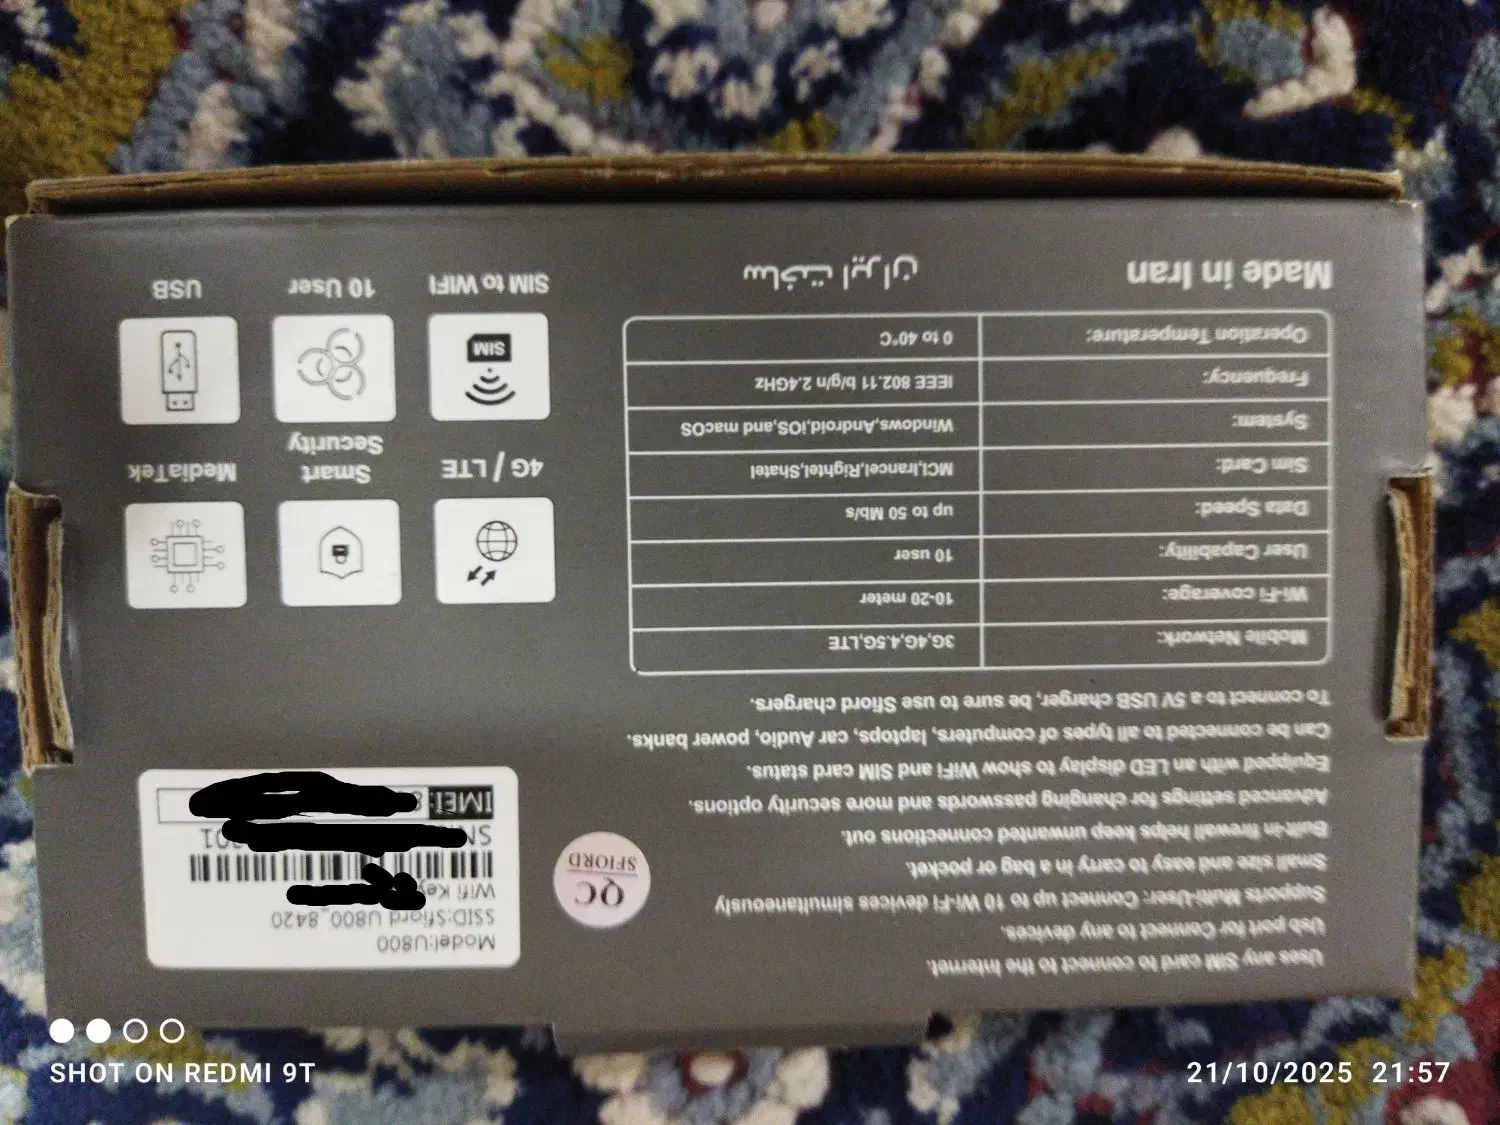 Uses any SIM card to connect to the Internet.
Usb port for Connect to any devices.
Supports Multi-User: Connect up to 10 Wi-Fi devices simultaneously
Small size and easy to carry in a bag or pocket.
Built-in firewall helps keep unwanted connections out.
Advanced settings for changing passwords and more security options.
Equipped with an LED display to show WiFi and SIM card status.
Can be connected to all types of computers, laptops, car Audio, power banks.
To connect to a 5V USB charger, be sure to use Sfiord chargers.
Mobile Network: 3G,4G,4.5G,LTE
Wi-Fi coverage: 10-20 meter
User Capability: 10 user
Data Speed: up to 50 Mb/s
Sim Card: MCI,Irancel,Rightel,Shatel
System: Windows,Android,iOS,and macOS
Frequency: IEEE 802.11 b/g/n 2.4GHz
Operation Temperature: 0 to 40°C
Made in Iran
ساخت ایران
QC
SFIORD
Model:U800
SSID:Sfiord U800_8420
Wifi Key
SN
IMEI:
4G / LTE
Smart
Security
MediaTek
SIM
SIM to WIFI
10 User
USB
SHOT ON REDMI 9T
21/10/2025 21:57